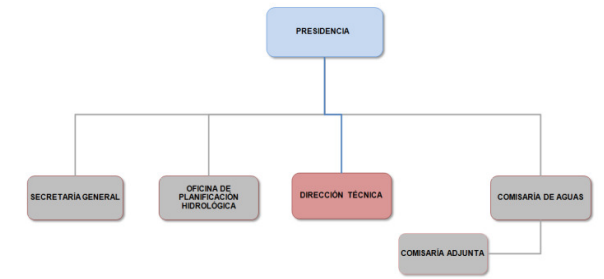 PRESIDENCIA
SECRETARÍA GENERAL
OFICINA DE
PLANIFICACIÓN
HIDROLÓGICA
DIRECCIÓN TÉCNICA
COMISARÍA DE AGUAS
COMISARÍA ADJUNTA